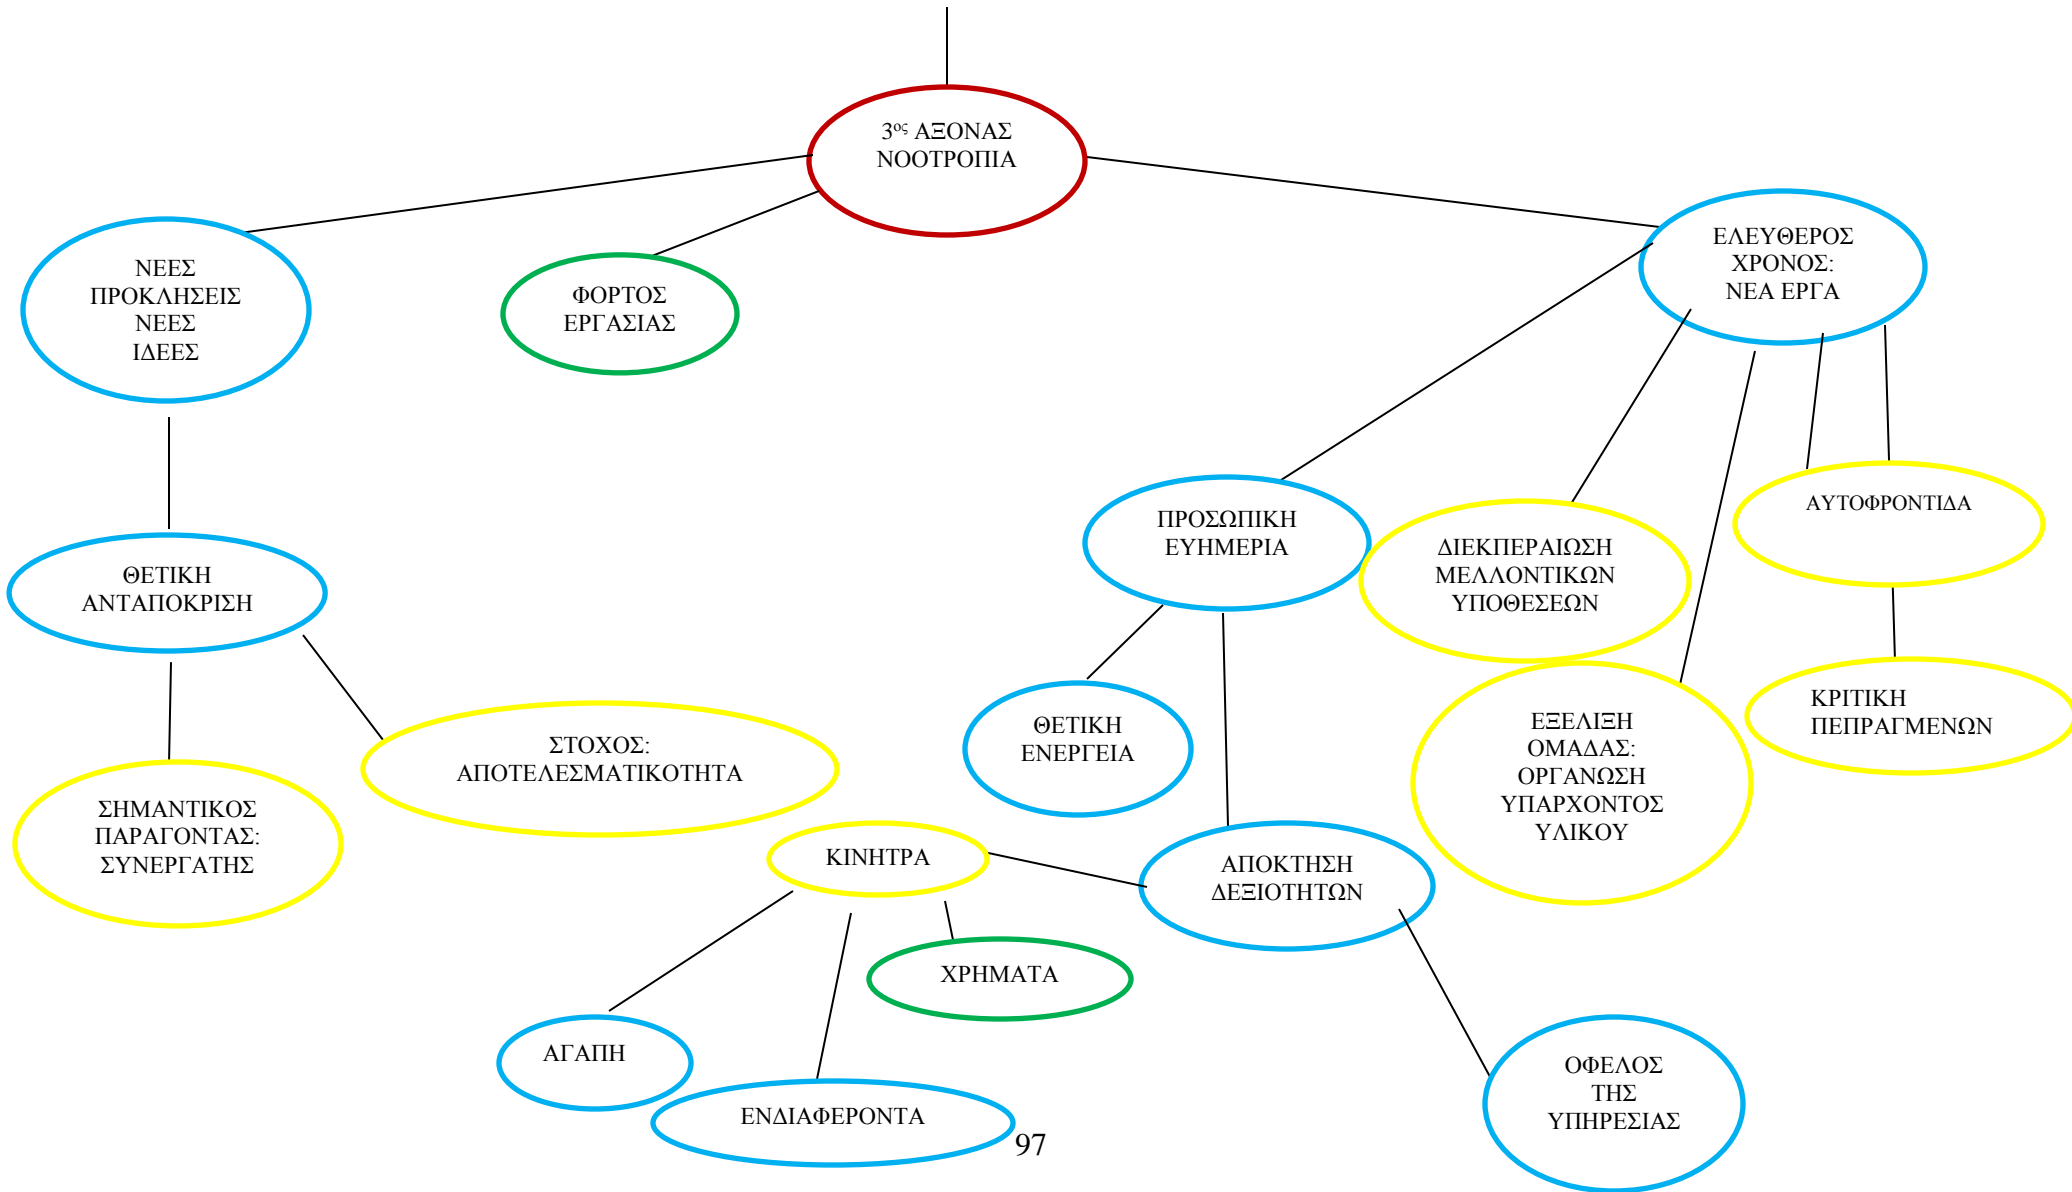 3ος ΑΞΟΝΑΣ
ΝΟΟΤΡΟΠΙΑ
ΝΕΕΣ
ΠΡΟΚΛΗΣΕΙΣ
ΝΕΕΣ
ΙΔΕΕΣ
ΦΟΡΤΟΣ
ΕΡΓΑΣΙΑΣ
ΕΛΕΥΘΕΡΟΣ
ΧΡΟΝΟΣ:
ΝΕΑ ΕΡΓΑ
ΘΕΤΙΚΗ
ΑΝΤΑΠΟΚΡΙΣΗ
ΠΡΟΣΩΠΙΚΗ
ΕΥΗΜΕΡΙΑ
ΔΙΕΚΠΕΡΑΙΩΣΗ
ΜΕΛΛΟΝΤΙΚΩΝ
ΥΠΟΘΕΣΕΩΝ
ΑΥΤΟΦΡΟΝΤΙΔΑ
ΣΗΜΑΝΤΙΚΟΣ
ΠΑΡΑΓΟΝΤΑΣ:
ΣΥΝΕΡΓΑΤΗΣ
ΣΤΟΧΟΣ:
ΑΠΟΤΕΛΕΣΜΑΤΙΚΟΤΗΤΑ
ΘΕΤΙΚΗ
ΕΝΕΡΓΕΙΑ
ΕΞΕΛΙΞΗ
ΟΜΑΔΑΣ:
ΟΡΓΑΝΩΣΗ
ΥΠΑΡΧΟΝΤΟΣ
ΥΛΙΚΟΥ
ΚΡΙΤΙΚΗ
ΠΕΠΡΑΓΜΕΝΩΝ
ΚΙΝΗΤΡΑ
ΑΠΟΚΤΗΣΗ
ΔΕΞΙΟΤΗΤΩΝ
ΧΡΗΜΑΤΑ
ΑΓΑΠΗ
ΕΝΔΙΑΦΕΡΟΝΤΑ
ΟΦΕΛΟΣ
ΤΗΣ
ΥΠΗΡΕΣΙΑΣ
97